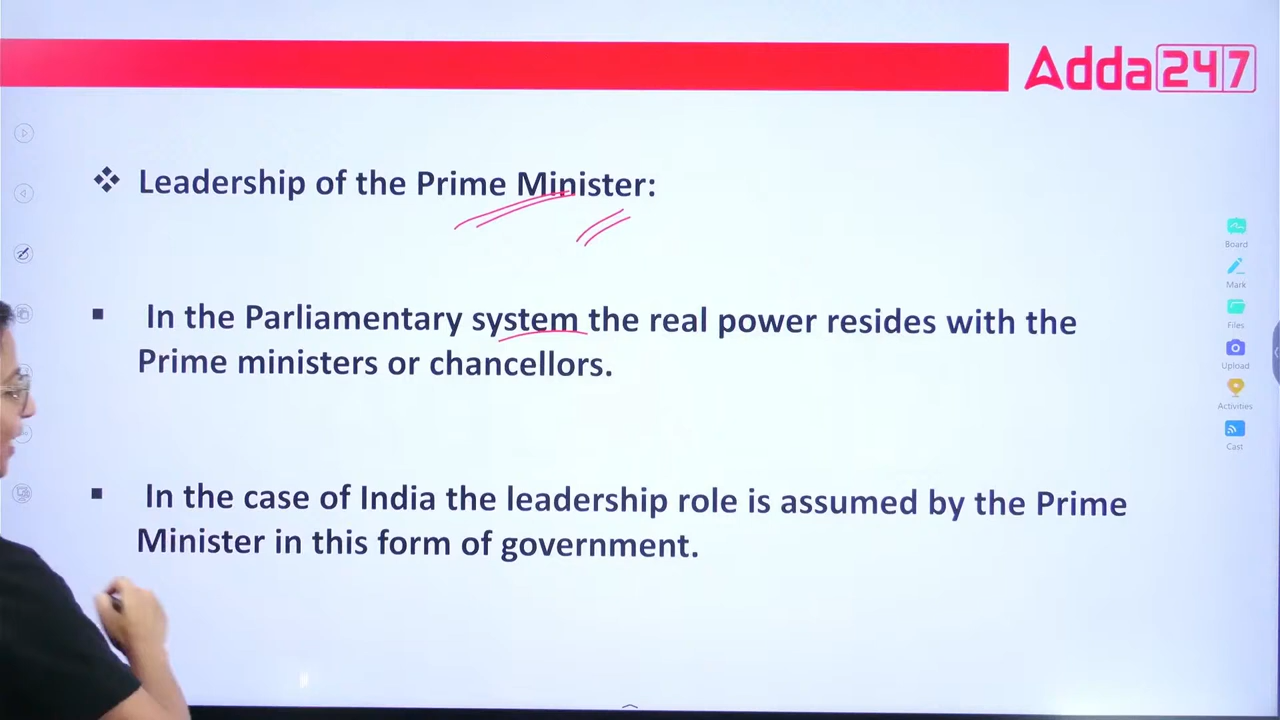 Adda247
❖ Leadership of the Prime Minister:
▪ In the Parliamentary system the real power resides with the
Prime ministers or chancellors.
▪ In the case of India the leadership role is assumed by the Prime
Minister in this form of government.
Board
Mark
Files
Upload
Activities
Cast